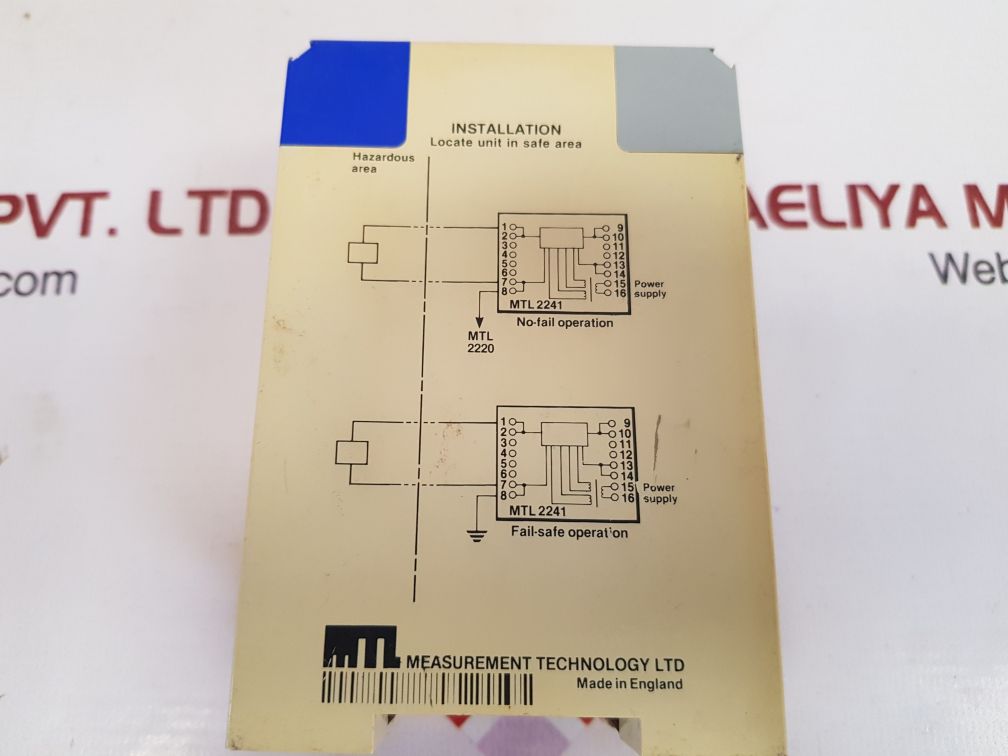 INSTALLATION
Locate unit in safe area
Hazardous
area
PVT. LTD
AELIYA M
com
Web
1
2
3
4
5
6
7
8
9
10
11
12
13
14
15
16
Power
supply
MTL 2241
No-fail operation
MTL
2220
1
2
3
4
5
6
7
8
9
10
11
12
13
14
15
16
Power
supply
MTL 2241
Fail-safe operation
MTL MEASUREMENT TECHNOLOGY LTD
Made in England